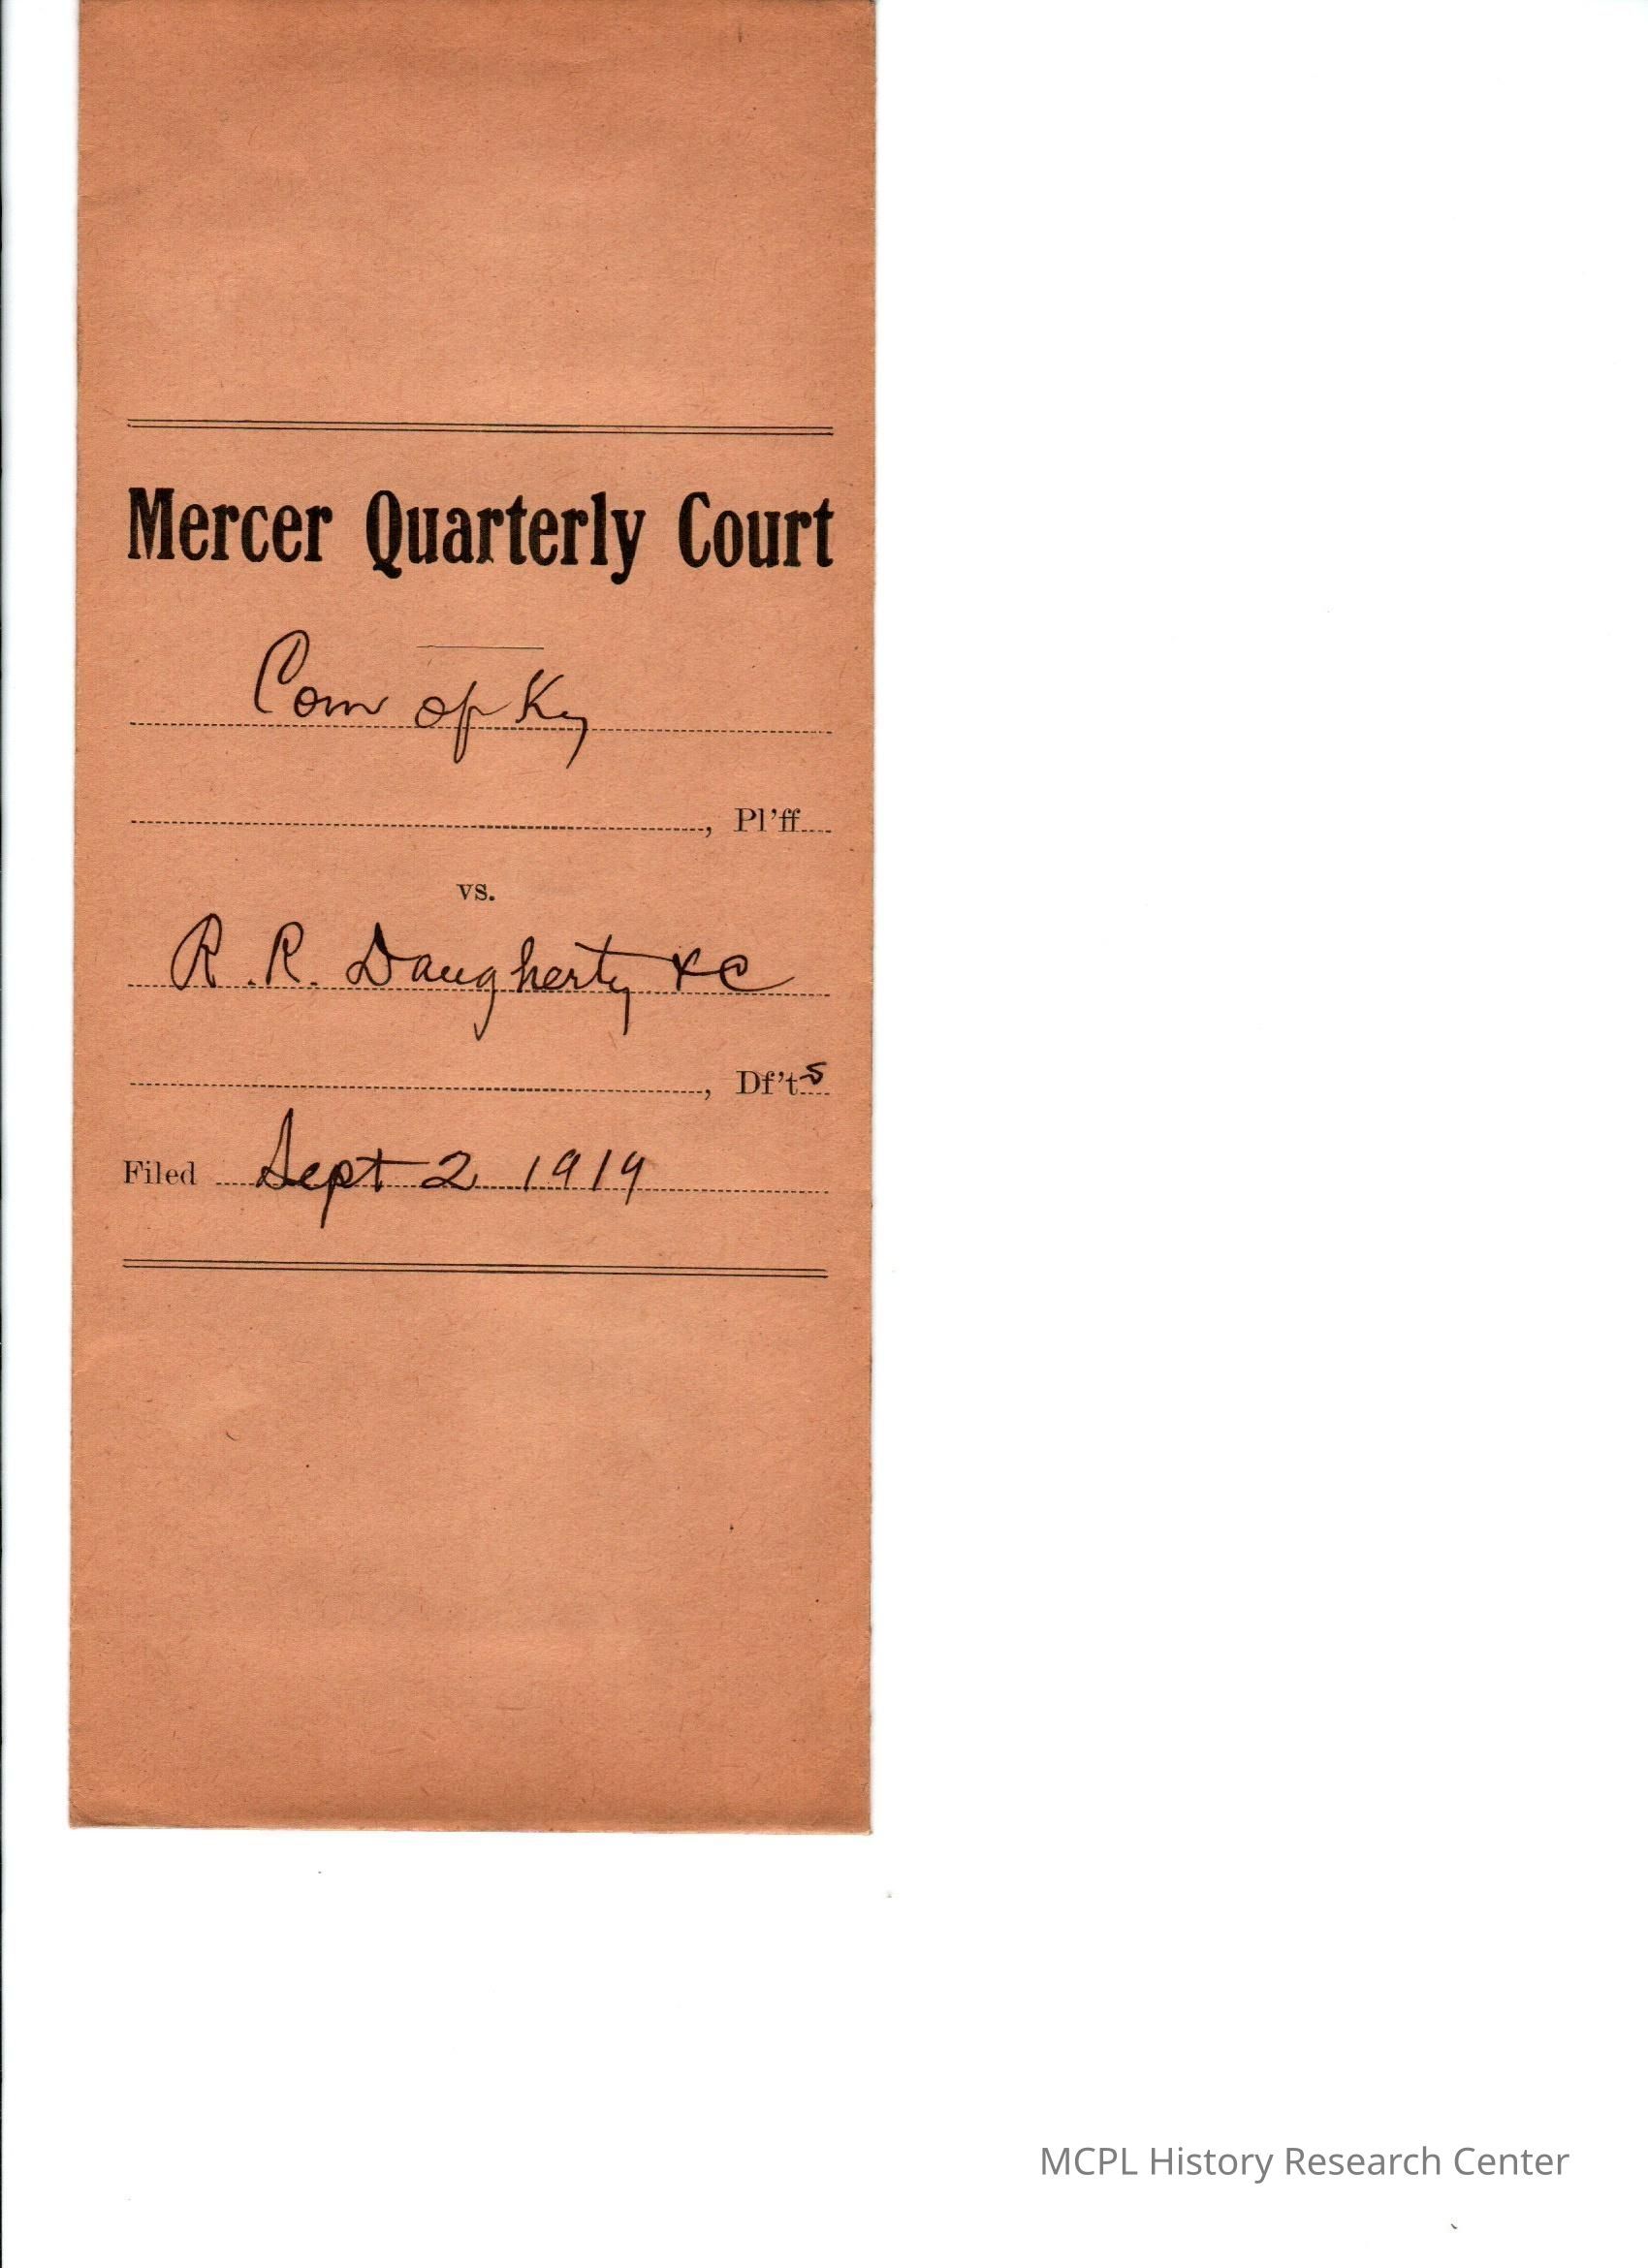 Mercer Quarterly Court
Com of Ky
, Pl'ff
vs.
R. R. Daugherty &c
, Df'ts
Filed Sept 2 1919
MCPL History Research Center